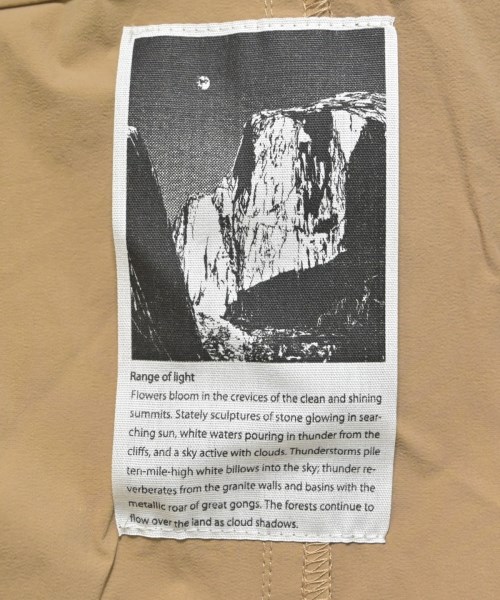 Range of light
Flowers bloom in the crevices of the clean and shining
summits. Stately sculptures of stone glowing in sear-
ching sun, white waters pouring in thunder from the
cliffs, and a sky active with clouds. Thunderstorms pile
ten-mile-high white billows into the sky; thunder re-
verberates from the granite walls and basins with the
metallic roar of great gongs. The forests continue to
flow over the land as cloud shadows.